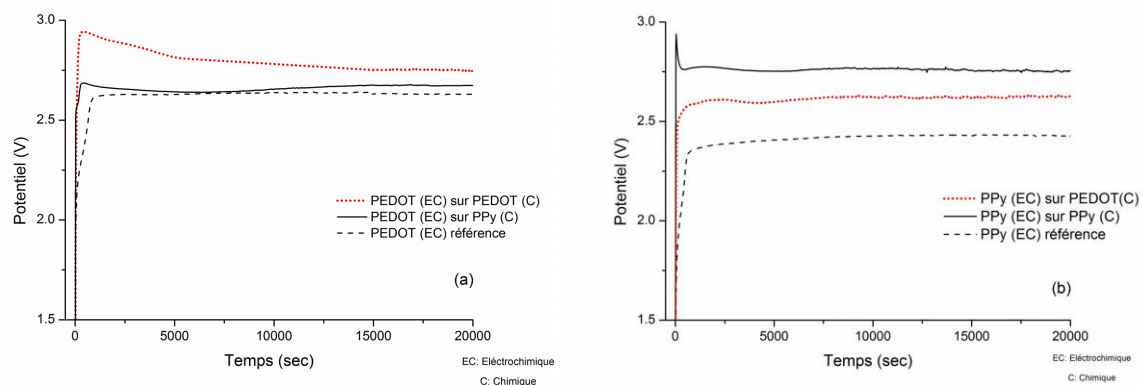 3.0
2.5
2.0
1.5
Potentiel (V)
PEDOT (EC) sur PEDOT (C)
PEDOT (EC) sur PPy (C)
PEDOT (EC) référence
(a)
0
5000
10000
15000
20000
Temps (sec)
EC: Eléctrochimique
C: Chimique
3.0
2.5
2.0
1.5
Potentiel (V)
PPy (EC) sur PEDOT(C)
PPy (EC) sur PPy (C)
PPy (EC) référence
(b)
0
5000
10000
15000
20000
Temps (sec)
EC: Eléctrochimique
C: Chimique